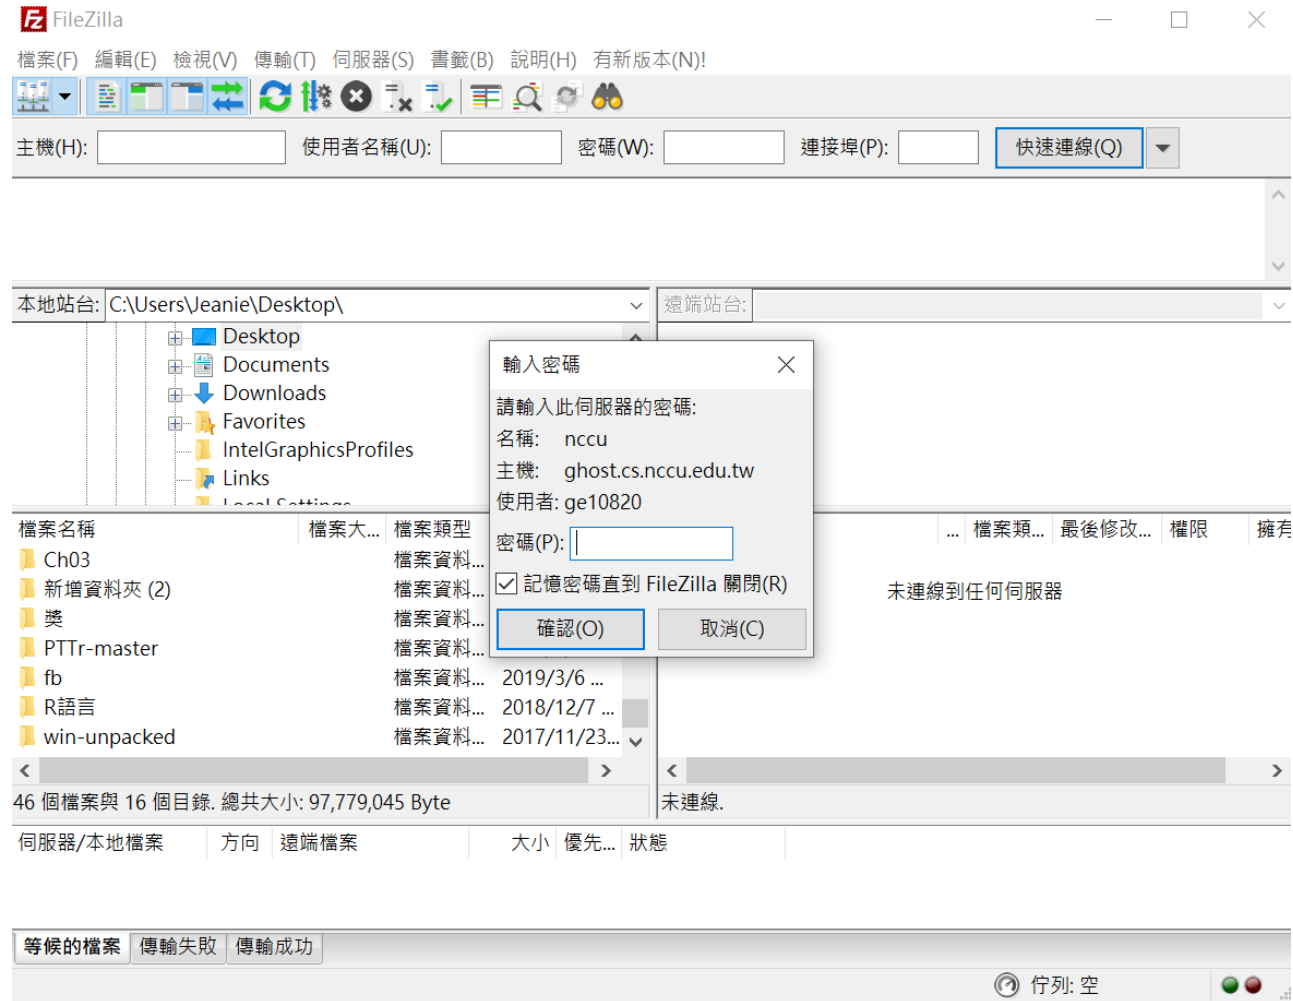 FileZilla
檔案(F) 編輯(E) 檢視(V) 傳輸(T) 伺服器(S) 書籤(B) 說明(H) 有新版本(N)!
主機(H): 使用者名稱(U): 密碼(W): 連接埠(P): 快速連線(Q)
本地站台: C:\Users\Jeanie\Desktop\
遠端站台:
Desktop
Documents
Downloads
Favorites
IntelGraphicsProfiles
Links
Local Settings
輸入密碼
請輸入此伺服器的密碼:
名稱: nccu
主機: ghost.cs.nccu.edu.tw
使用者: ge10820
密碼(P):
記憶密碼直到 FileZilla 關閉(R)
確認(O) 取消(C)
檔案名稱 檔案大... 檔案類型
Ch03 檔案資料...
新增資料夾 (2) 檔案資料...
獎 檔案資料...
PTTr-master 檔案資料...
fb 檔案資料... 2019/3/6 ...
R語言 檔案資料... 2018/12/7 ...
win-unpacked 檔案資料... 2017/11/23...
46 個檔案與 16 個目錄. 總共大小: 97,779,045 Byte
... 檔案類... 最後修改... 權限 擁有
未連線到任何伺服器
未連線.
伺服器/本地檔案 方向 遠端檔案 大小 優先... 狀態
等候的檔案 傳輸失敗 傳輸成功
佇列: 空